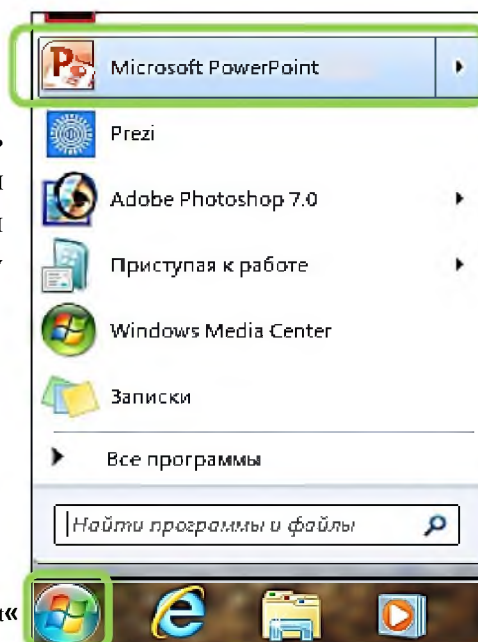 Microsoft PowerPoint
Prezi
Adobe Photoshop 7.0
Приступая к работе
Windows Media Center
Записки
Все программы
Найти программы и файлы